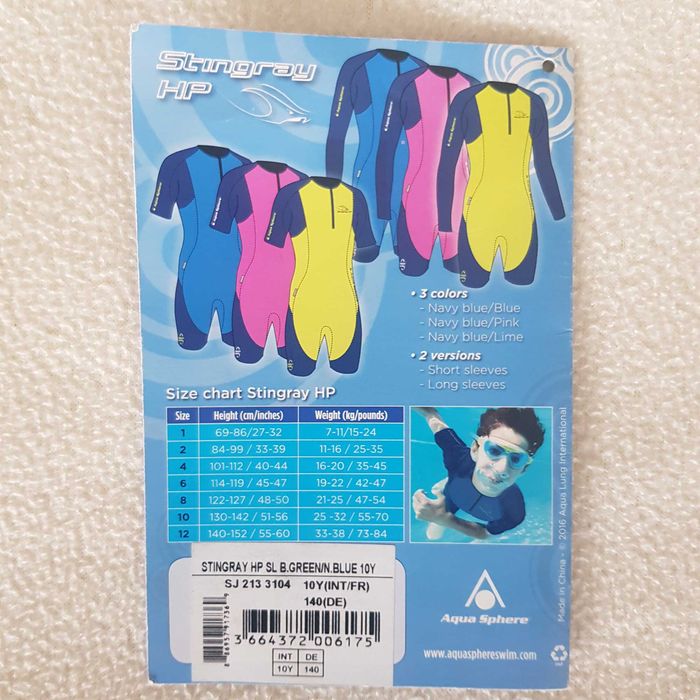 Stingray
HP
• 3 colors
- Navy blue/Blue
- Navy blue/Pink
- Navy blue/Lime
• 2 versions
- Short sleeves
- Long sleeves
Size chart Stingray HP
Size Height (cm/inches) Weight (kg/pounds)
1 69-86/27-32 7-11/15-24
2 84-99 / 33-39 11-16 / 25-35
4 101-112 / 40-44 16-20 / 35-45
6 114-119 / 45-47 19-22 / 42-47
8 122-127 / 48-50 21-25 / 47-54
10 130-142 / 51-56 25 -32 / 55-70
12 140-152 / 55-60 33-38 / 73-84
Made in China - © 2016 Aqua Lung International
STINGRAY HP SL B.GREEN/N.BLUE 10Y
SJ 213 3104 10Y(INT/FR)
140(DE)
3 664372 006175
INT DE
10Y 140
Aqua Sphere
www.aquasphereswim.com